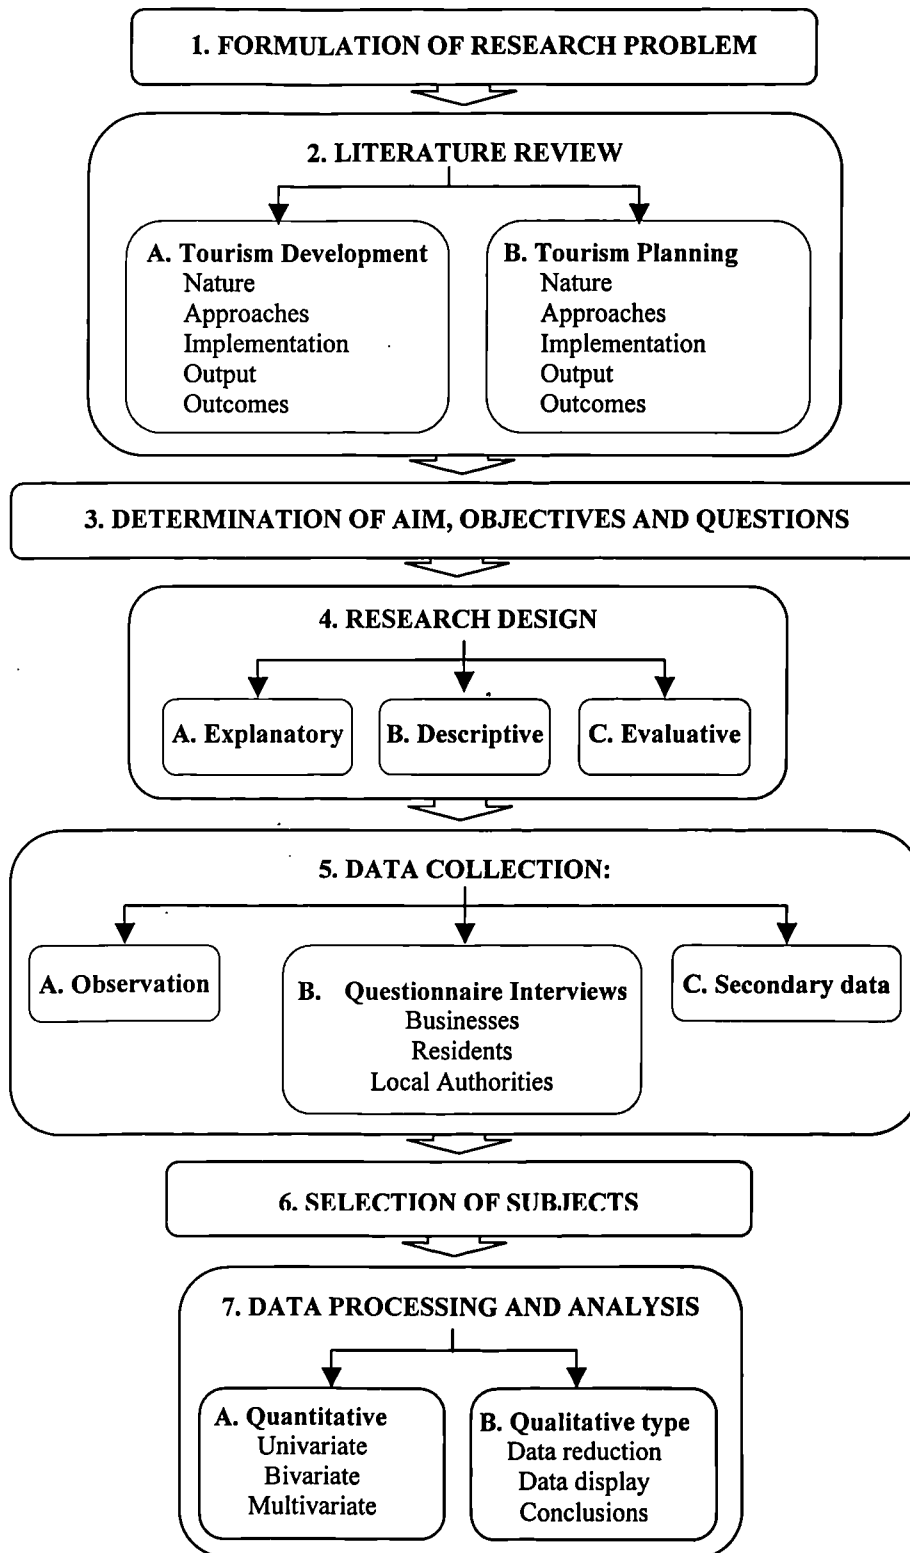 1. FORMULATION OF RESEARCH PROBLEM
2. LITERATURE REVIEW
A. Tourism Development
Nature
Approaches
Implementation
Output
Outcomes
B. Tourism Planning
Nature
Approaches
Implementation
Output
Outcomes
3. DETERMINATION OF AIM, OBJECTIVES AND QUESTIONS
4. RESEARCH DESIGN
A. Explanatory
B. Descriptive
C. Evaluative
5. DATA COLLECTION:
A. Observation
B. Questionnaire Interviews
Businesses
Residents
Local Authorities
C. Secondary data
6. SELECTION OF SUBJECTS
7. DATA PROCESSING AND ANALYSIS
A. Quantitative
Univariate
Bivariate
Multivariate
B. Qualitative type
Data reduction
Data display
Conclusions